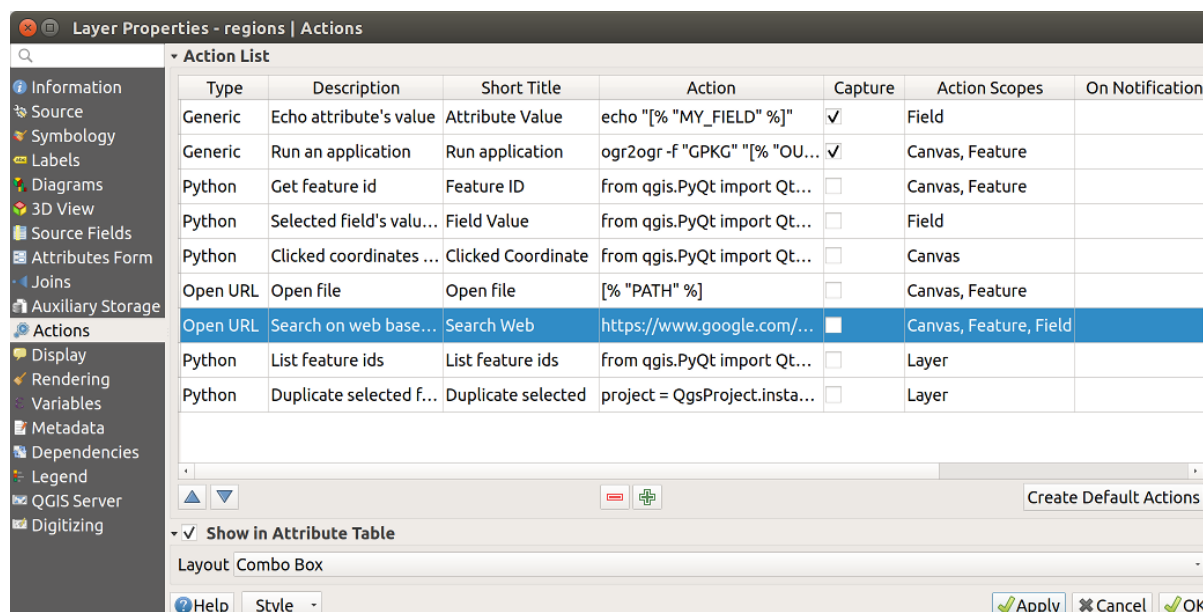 Layer Properties - regions | Actions
Information
Source
Symbology
Labels
Diagrams
3D View
Source Fields
Attributes Form
Joins
Auxiliary Storage
Actions
Display
Rendering
Variables
Metadata
Dependencies
Legend
QGIS Server
Digitizing
Action List
Type Description Short Title Action Capture Action Scopes On Notification
Generic Echo attribute's value Attribute Value echo "[% "MY_FIELD" %]" Field
Generic Run an application Run application ogr2ogr -f "GPKG" "[% "OU... Canvas, Feature
Python Get feature id Feature ID from qgis.PyQt import Qt... Canvas, Feature
Python Selected field's valu... Field Value from qgis.PyQt import Qt... Field
Python Clicked coordinates ... Clicked Coordinate from qgis.PyQt import Qt... Canvas
Open URL Open file Open file [% "PATH" %] Canvas, Feature
Open URL Search on web base... Search Web https://www.google.com/... Canvas, Feature, Field
Python List feature ids List feature ids from qgis.PyQt import Qt... Layer
Python Duplicate selected f... Duplicate selected project = QgsProject.insta... Layer
Create Default Actions
Show in Attribute Table
Layout Combo Box
Help Style Apply Cancel OK